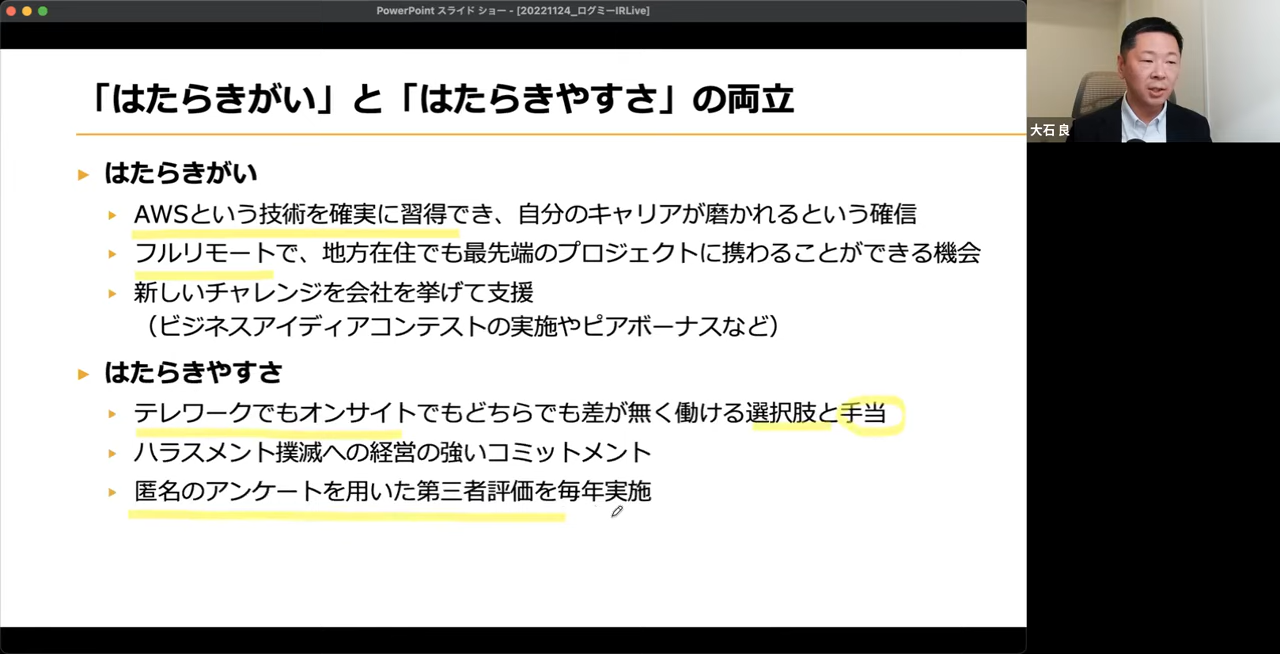 PowerPoint スライド ショー - [20221124_ログミーIRLive]
「はたらきがい」と「はたらきやすさ」の両立
はたらきがい
AWSという技術を確実に習得でき、自分のキャリアが磨かれるという確信
フルリモートで、地方在住でも最先端のプロジェクトに携わることができる機会
新しいチャレンジを会社を挙げて支援
（ビジネスアイディアコンテストの実施やピアボーナスなど）
はたらきやすさ
テレワークでもオンサイトでもどちらでも差が無く働ける選択肢と手当
ハラスメント撲滅への経営の強いコミットメント
匿名のアンケートを用いた第三者評価を毎年実施
大石 良